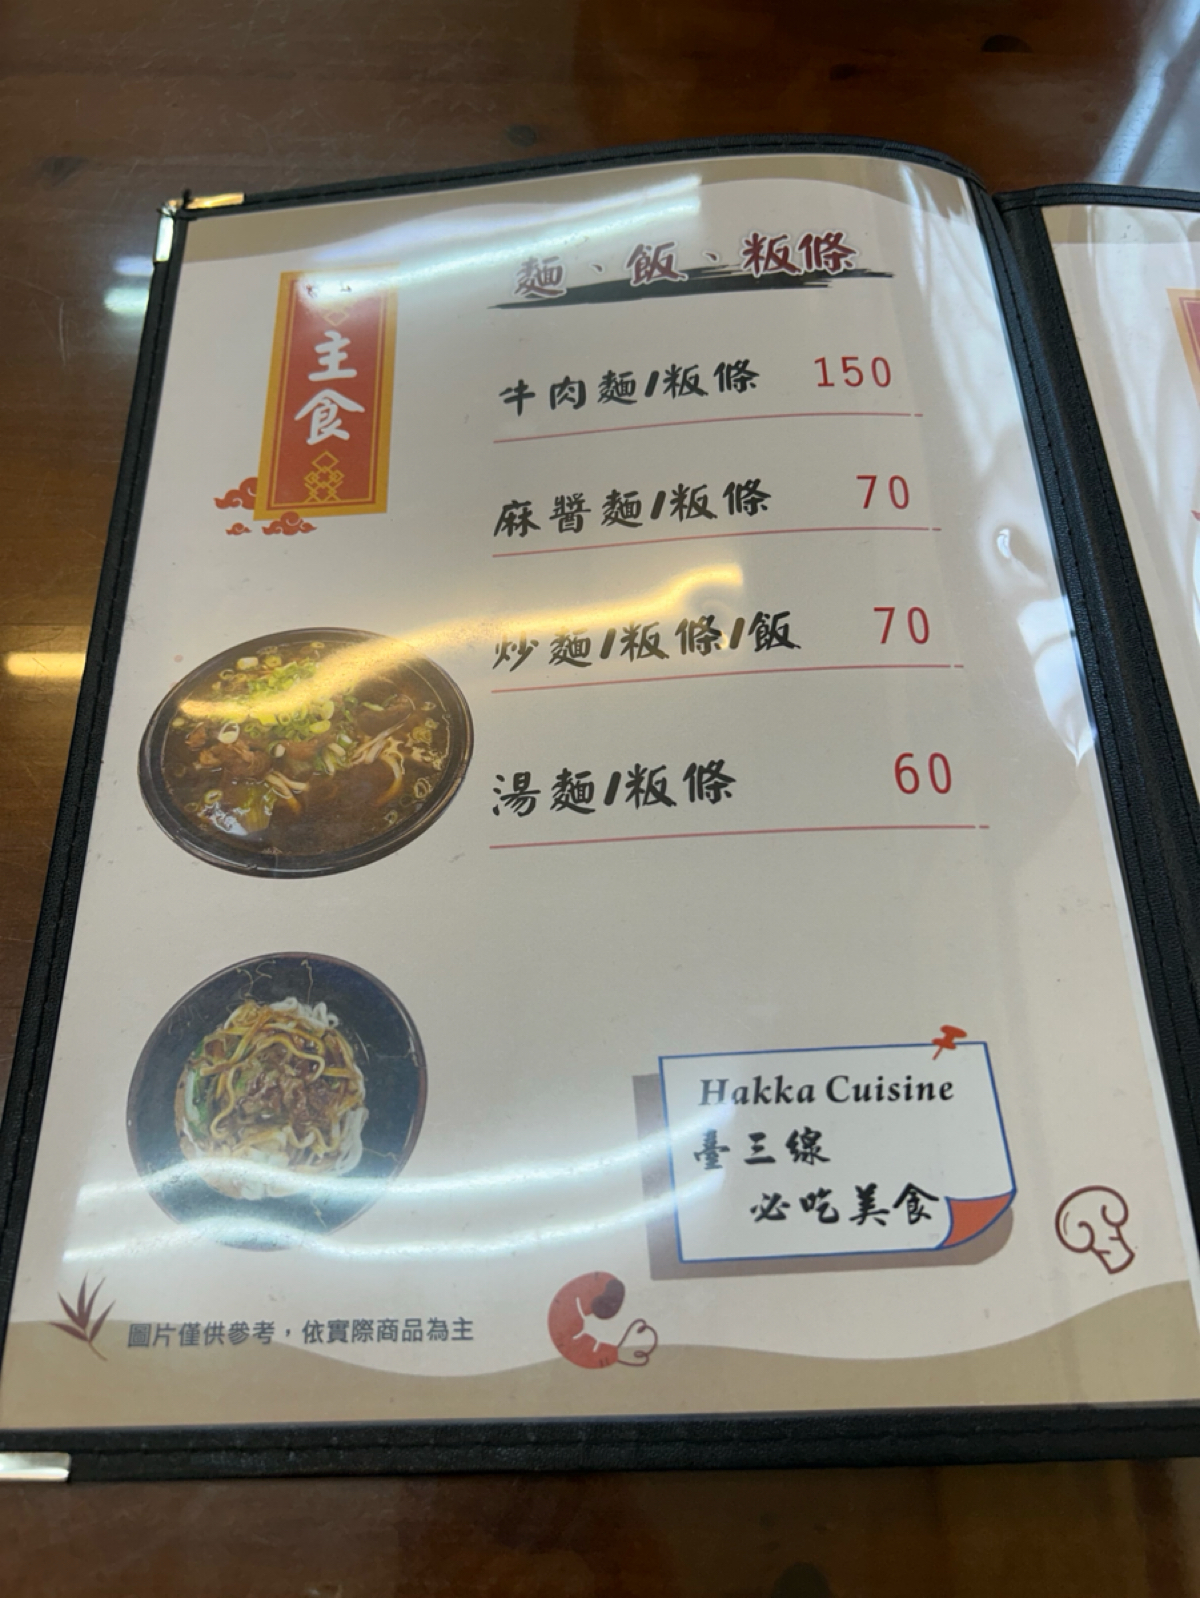 主食
麵、飯、粄條
牛肉麵/粄條 150
麻醬麵/粄條 70
炒麵/粄條/飯 70
湯麵/粄條 60
Hakka Cuisine
臺三線
必吃美食
圖片僅供參考，依實際商品為主